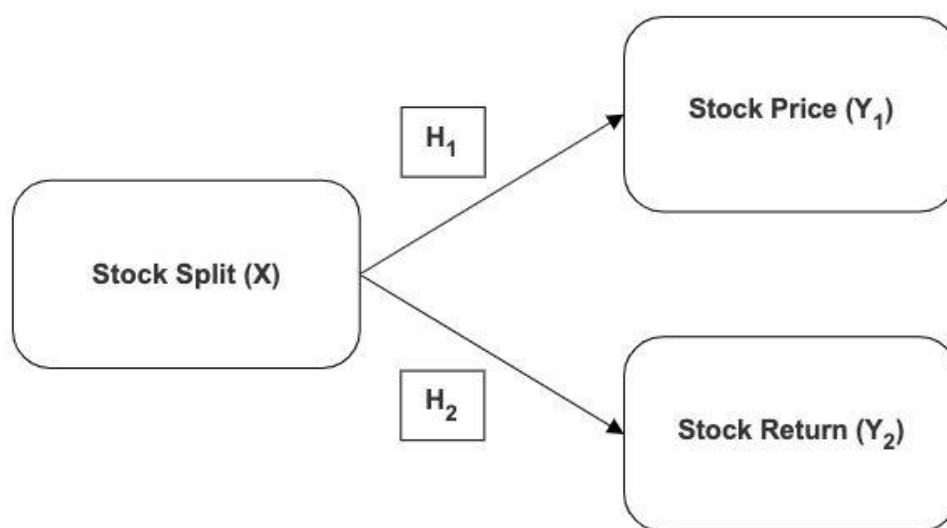 Stock Price (Y₁)
H₁
Stock Split (X)
H₂
Stock Return (Y₂)